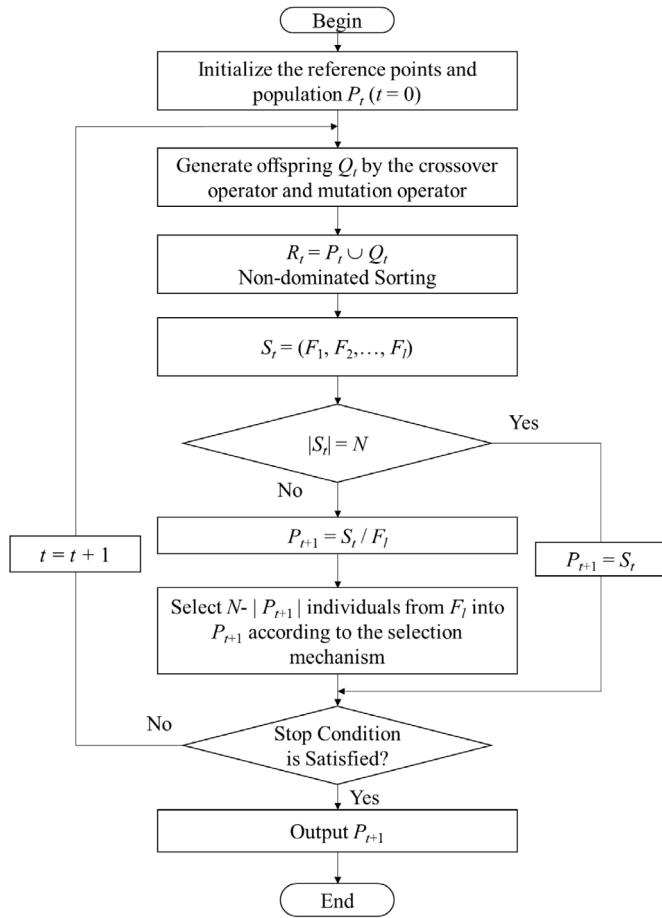 Begin
Initialize the reference points and
population Pₜ (t = 0)
Generate offspring Qₜ by the crossover
operator and mutation operator
Rₜ = Pₜ ∪ Qₜ
Non-dominated Sorting
Sₜ = (F₁, F₂,…, Fₗ)
|Sₜ| = N
Yes
No
Pₜ₊₁ = Sₜ / Fₗ
t = t + 1
Pₜ₊₁ = Sₜ
Select N- | Pₜ₊₁ | individuals from Fₗ into
Pₜ₊₁ according to the selection
mechanism
No
Stop Condition
is Satisfied?
Yes
Output Pₜ₊₁
End